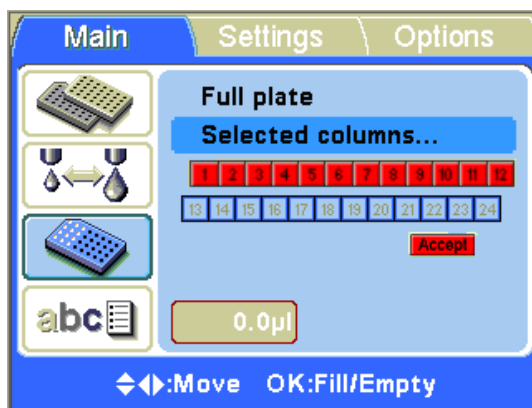 Main Settings Options
Full plate
Selected columns...
1 2 3 4 5 6 7 8 9 10 11 12
13 14 15 16 17 18 19 20 21 22 23 24
Accept
abc
0.0µl
:Move OK:Fill/Empty